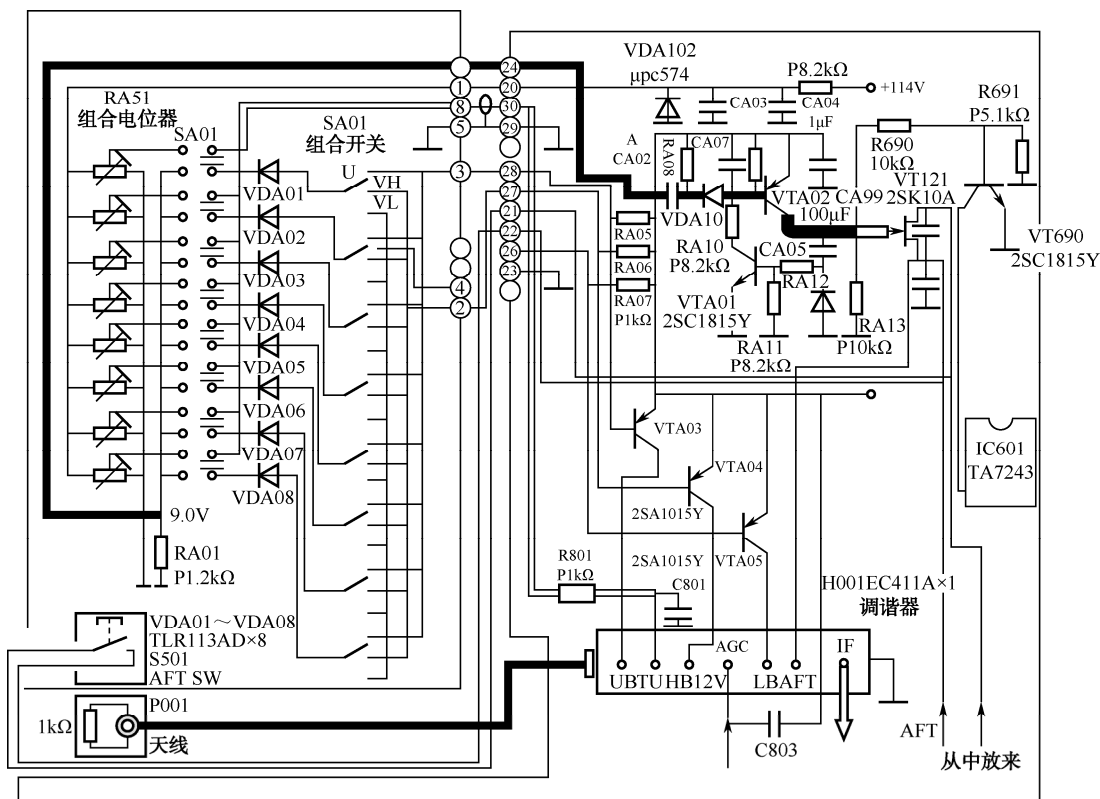 RA51
组合电位器
SA01
SA01
组合开关
U
VH
VL
VDA01
VDA02
VDA03
VDA04
VDA05
VDA06
VDA07
VDA08
9.0V
RA01
P1.2kΩ
VDA01～VDA08
TLR113AD×8
S501
AFT SW
P001
1kΩ
天线
1
8
5
3
4
2
24
20
30
29
28
27
21
22
26
23
VDA102
μpc574
P8.2kΩ
+114V
CA03
CA04
1μF
R691
P5.1kΩ
R690
10kΩ
A
CA02
RA08
CA07
VDA10
VTA02
100μF
CA99
VT121
2SK10A
VT690
2SC1815Y
RA05
RA06
RA07
P1kΩ
RA10
P8.2kΩ
CA05
RA12
VTA01
2SC1815Y
RA11
P8.2kΩ
RA13
P10kΩ
VTA03
VTA04
2SA1015Y
2SA1015Y
VTA05
IC601
TA7243
R801
P1kΩ
C801
H001EC411A×1
调谐器
AGC
IF
UBTUHB12V
LBAFT
C803
AFT
从中放来